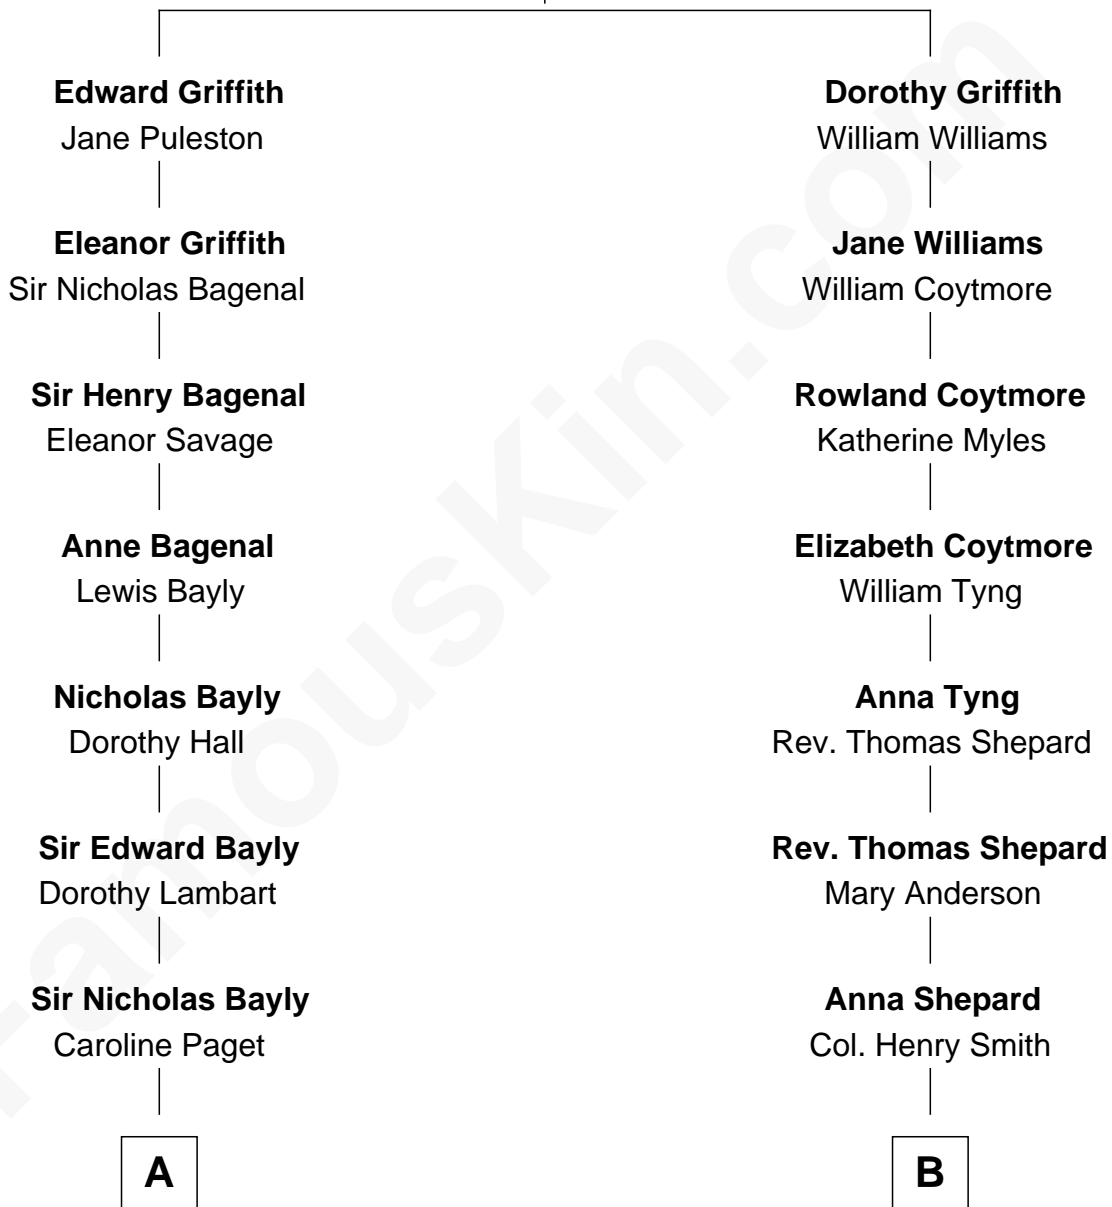 Edward Griffith
Jane Puleston
Dorothy Griffith
William Williams
Eleanor Griffith
Sir Nicholas Bagenal
Jane Williams
William Coytmore
Sir Henry Bagenal
Eleanor Savage
Rowland Coytmore
Katherine Myles
Anne Bagenal
Lewis Bayly
Elizabeth Coytmore
William Tyng
Nicholas Bayly
Dorothy Hall
Anna Tyng
Rev. Thomas Shepard
Sir Edward Bayly
Dorothy Lambart
Rev. Thomas Shepard
Mary Anderson
Sir Nicholas Bayly
Caroline Paget
Anna Shepard
Col. Henry Smith
A
B
FamousKin.com